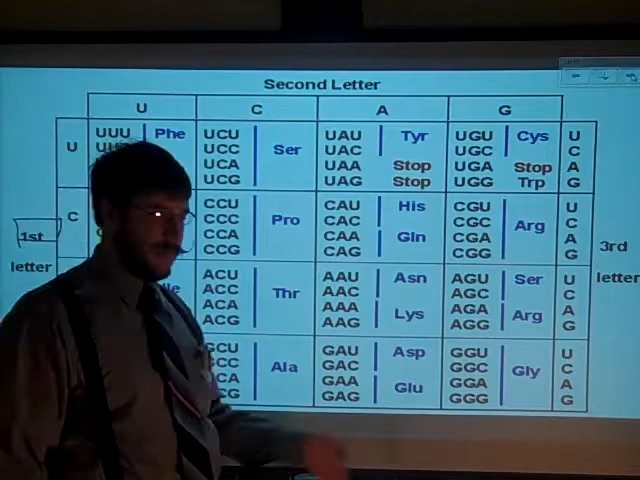 Second Letter
U C A G
U UUU Phe UCU UAU Tyr UGU Cys U
UCC Ser UAC UGC C
UCA UAA Stop UGA Stop A
UCG UAG Stop UGG Trp G
C CCU CAU His CGU U
CCC Pro CAC CGC Arg C
CCA CAA Gln CGA A
CCG CAG CGG G
1st
letter
3rd
letter
ACU AAU Asn AGU Ser U
ACC Thr AAC AGC C
ACA AAA Lys AGA Arg A
ACG AAG AGG G
GCU GAU Asp GGU U
Ala GAC GGC Gly C
GAA Glu GGA A
GAG GGG G